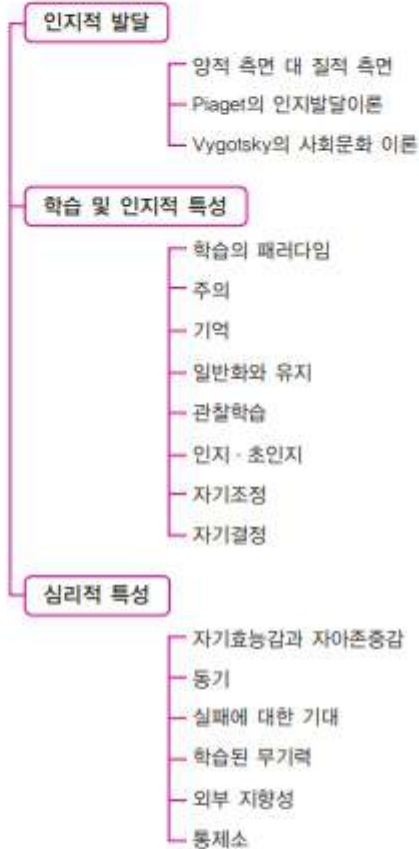 인지적 발달
양적 측면 대 질적 측면
Piaget의 인지발달이론
Vygotsky의 사회문화 이론
학습 및 인지적 특성
학습의 패러다임
주의
기억
일반화와 유지
관찰학습
인지 · 초인지
자기조정
자기결정
심리적 특성
자기효능감과 자아존중감
동기
실패에 대한 기대
학습된 무기력
외부 지향성
통제소